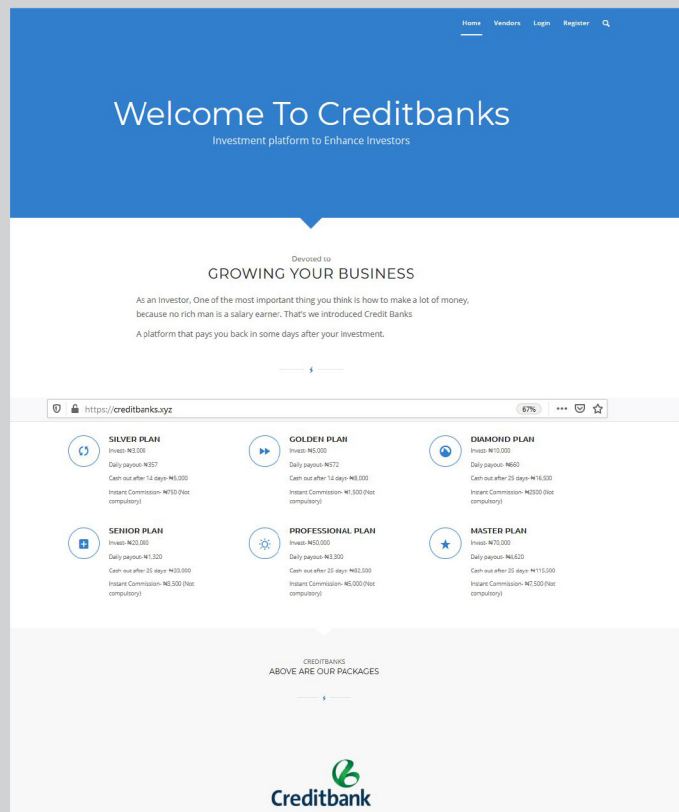 Home Vendors Login Register
Welcome To Creditbanks
Investment platform to Enhance Investors
Devoted to
GROWING YOUR BUSINESS
As an Investor, One of the most important thing you think is how to make a lot of money,
because no rich man is a salary earner. That's we introduced Credit Banks
A platform that pays you back in some days after your investment.
https://creditbanks.xyz 67%
SILVER PLAN
Invest- ₦3,000
Daily payout- ₦357
Cash out after 14 days- ₦5,000
Instant Commission- ₦750 (Not
compulsory)
GOLDEN PLAN
Invest- ₦5,000
Daily payout- ₦572
Cash out after 14 days- ₦8,000
Instant Commission- ₦1,500 (Not
compulsory)
DIAMOND PLAN
Invest- ₦10,000
Daily payout- ₦660
Cash out after 25 days- ₦16,500
Instant Commission- ₦2500 (Not
compulsory)
SENIOR PLAN
Invest- ₦20,000
Daily payout- ₦1,320
Cash out after 25 days- ₦33,000
Instant Commission- ₦3,500 (Not
compulsory)
PROFESSIONAL PLAN
Invest- ₦50,000
Daily payout- ₦3,300
Cash out after 25 days- ₦82,500
Instant Commission- ₦5,000 (Not
compulsory)
MASTER PLAN
Invest- ₦70,000
Daily payout- ₦4,620
Cash out after 25 days- ₦115,500
Instant Commission- ₦7,500 (Not
compulsory)
CREDITBANKS
ABOVE ARE OUR PACKAGES
Creditbank